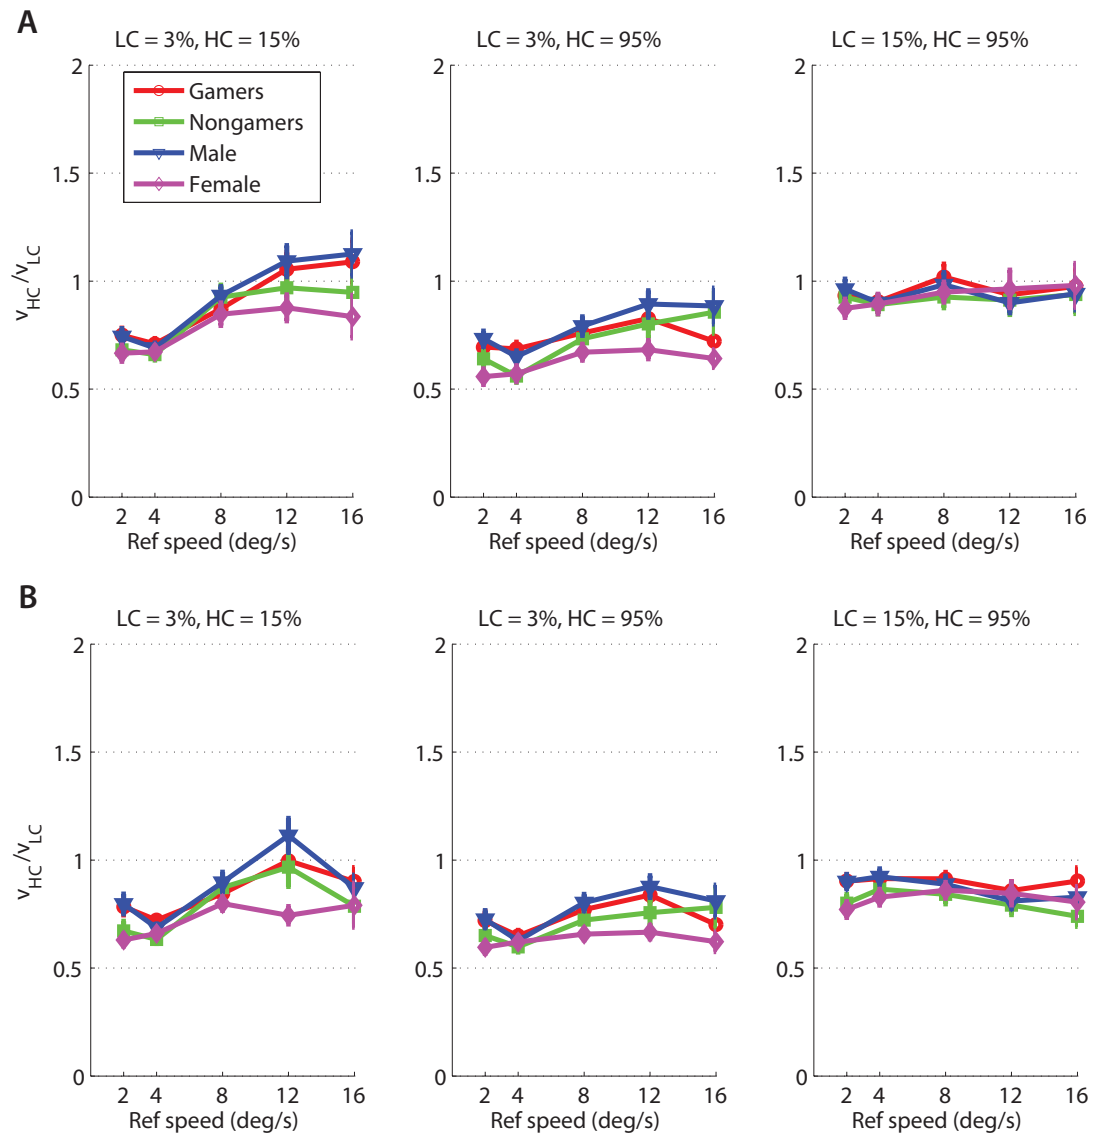 A
LC = 3%, HC = 15%
LC = 3%, HC = 95%
LC = 15%, HC = 95%
Gamers
Nongamers
Male
Female
2
1.5
1
0.5
0
v_HC/v_LC
2 4 8 12 16
Ref speed (deg/s)
2
1.5
1
0.5
0
2 4 8 12 16
Ref speed (deg/s)
2
1.5
1
0.5
0
2 4 8 12 16
Ref speed (deg/s)
B
LC = 3%, HC = 15%
LC = 3%, HC = 95%
LC = 15%, HC = 95%
2
1.5
1
0.5
0
v_HC/v_LC
2 4 8 12 16
Ref speed (deg/s)
2
1.5
1
0.5
0
2 4 8 12 16
Ref speed (deg/s)
2
1.5
1
0.5
0
2 4 8 12 16
Ref speed (deg/s)